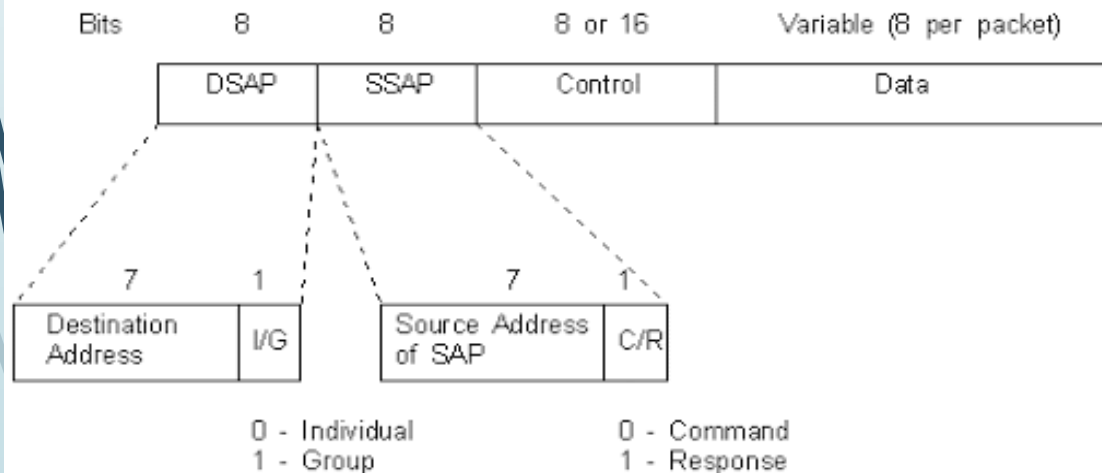 Bits 8 8 8 or 16 Variable (8 per packet)
DSAP SSAP Control Data
7 1 7 1
Destination Address I/G Source Address of SAP C/R
0 - Individual 0 - Command
1 - Group 1 - Response